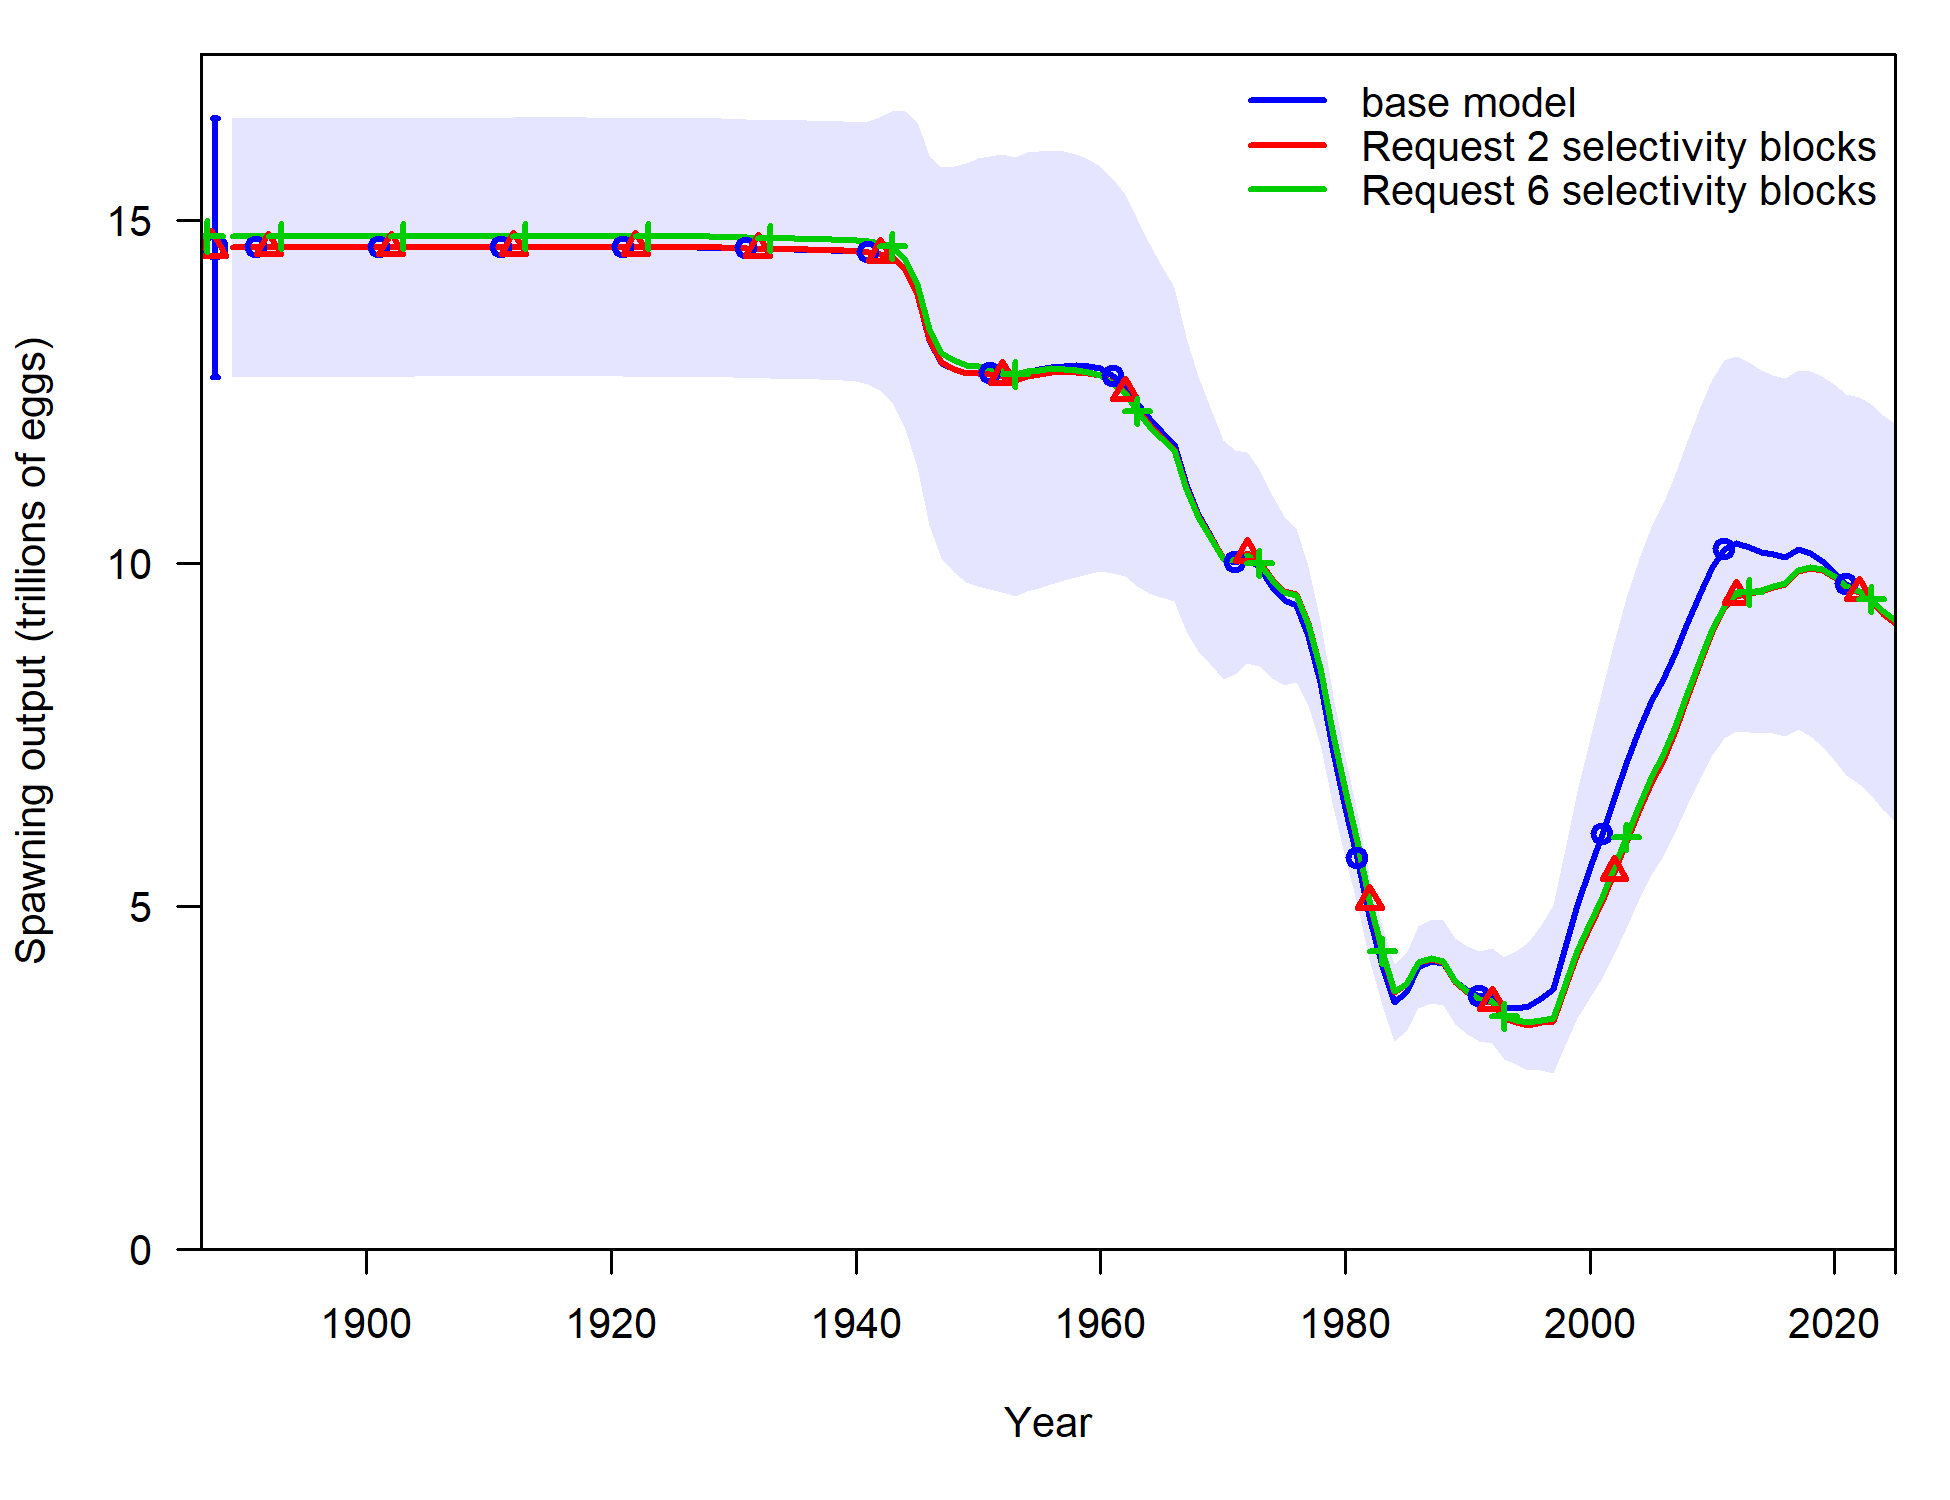 base model
Request 2 selectivity blocks
Request 6 selectivity blocks
Spawning output (trillions of eggs)
15
10
5
0
1900 1920 1940 1960 1980 2000 2020
Year